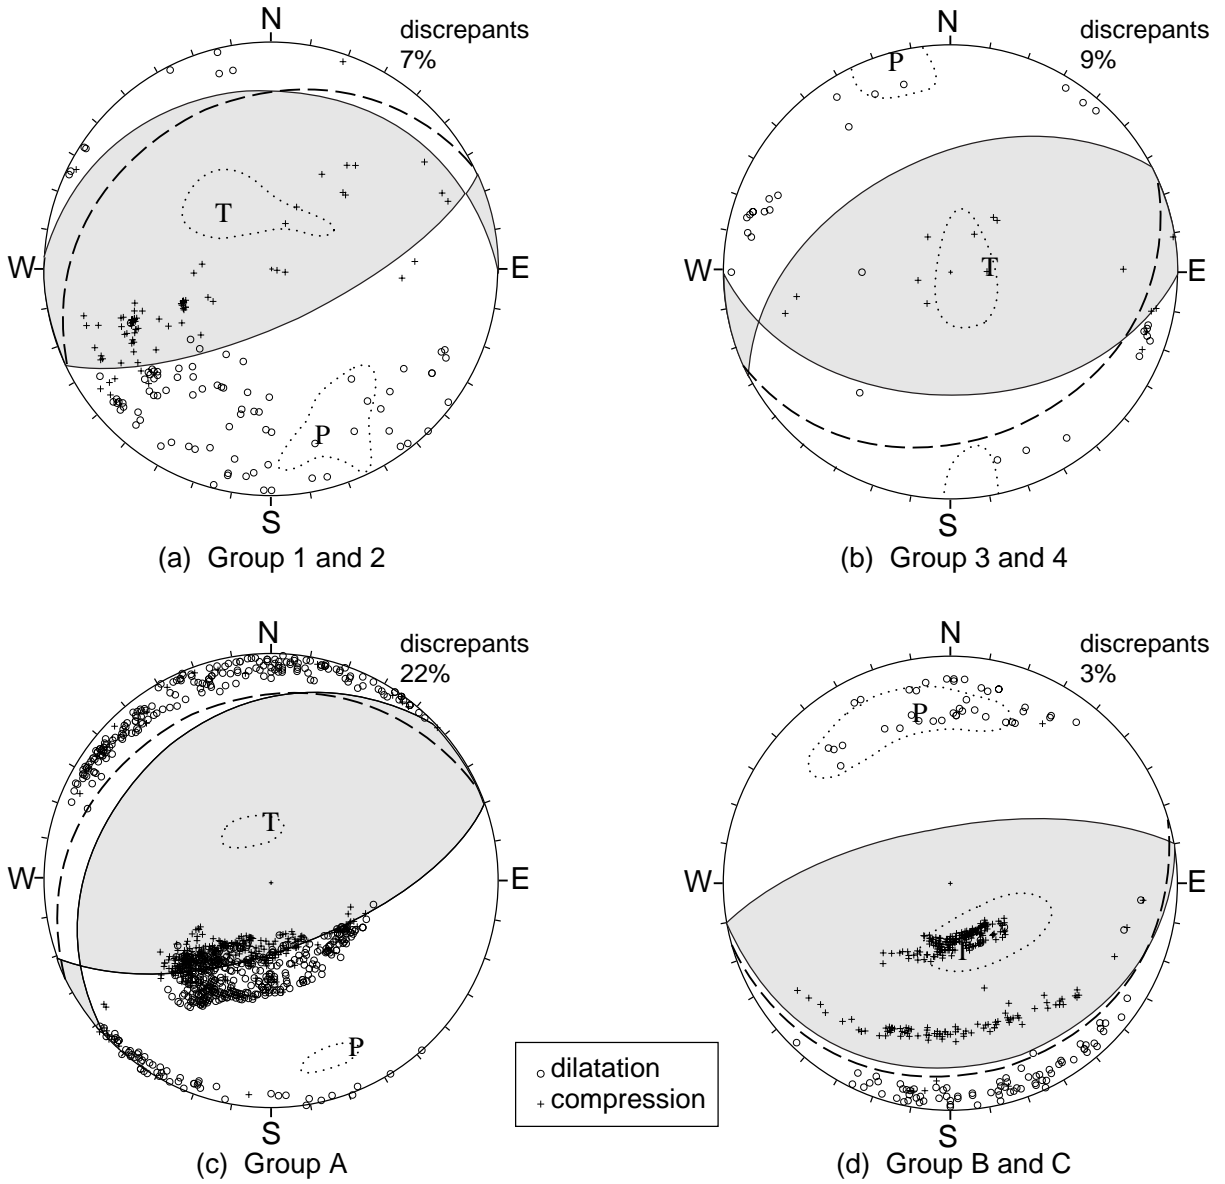 N
discrepants
7%
T
W
E
P
S
(a) Group 1 and 2
N
discrepants
9%
P
W
T
E
S
(b) Group 3 and 4
N
discrepants
22%
T
W
E
P
S
(c) Group A
N
discrepants
3%
P
W
E
T
S
(d) Group B and C
dilatation
compression